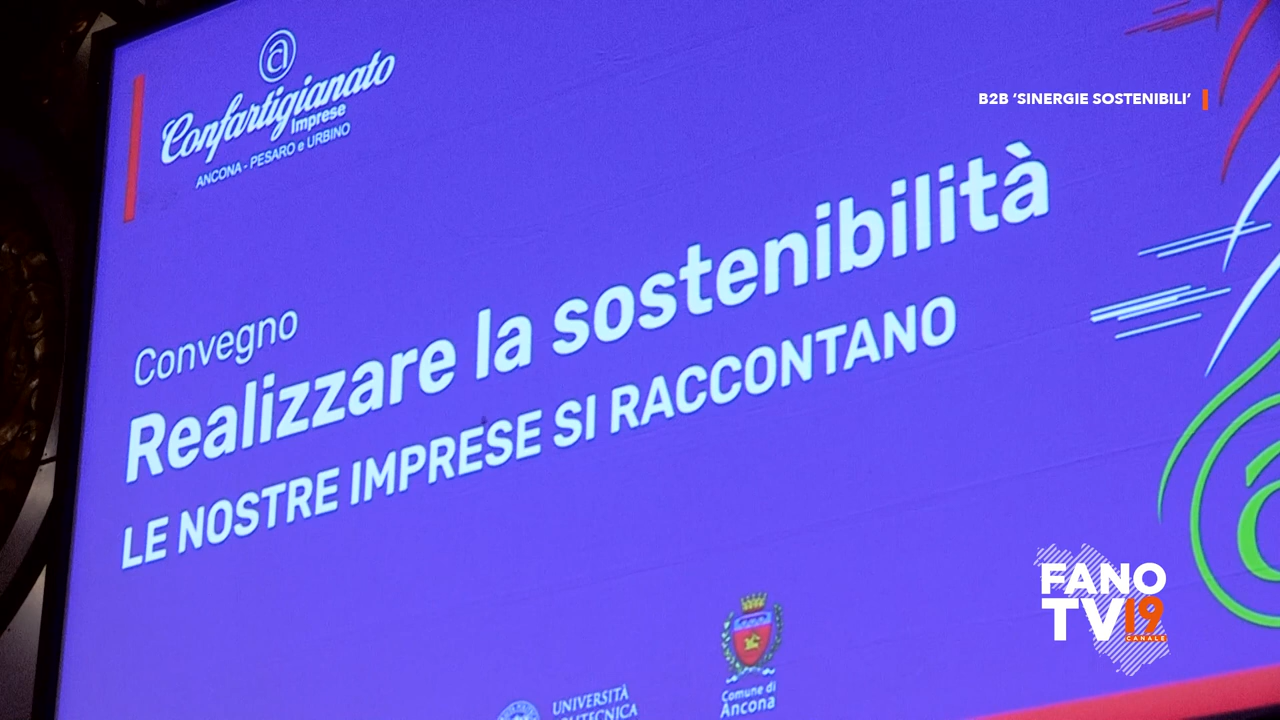 Confartigianato
Imprese
ANCONA - PESARO e URBINO
B2B ‘SINERGIE SOSTENIBILI’
Convegno
Realizzare la sostenibilità
LE NOSTRE IMPRESE SI RACCONTANO
FANO
TV19
CANALE
UNIVERSITÀ
Comune di
Ancona